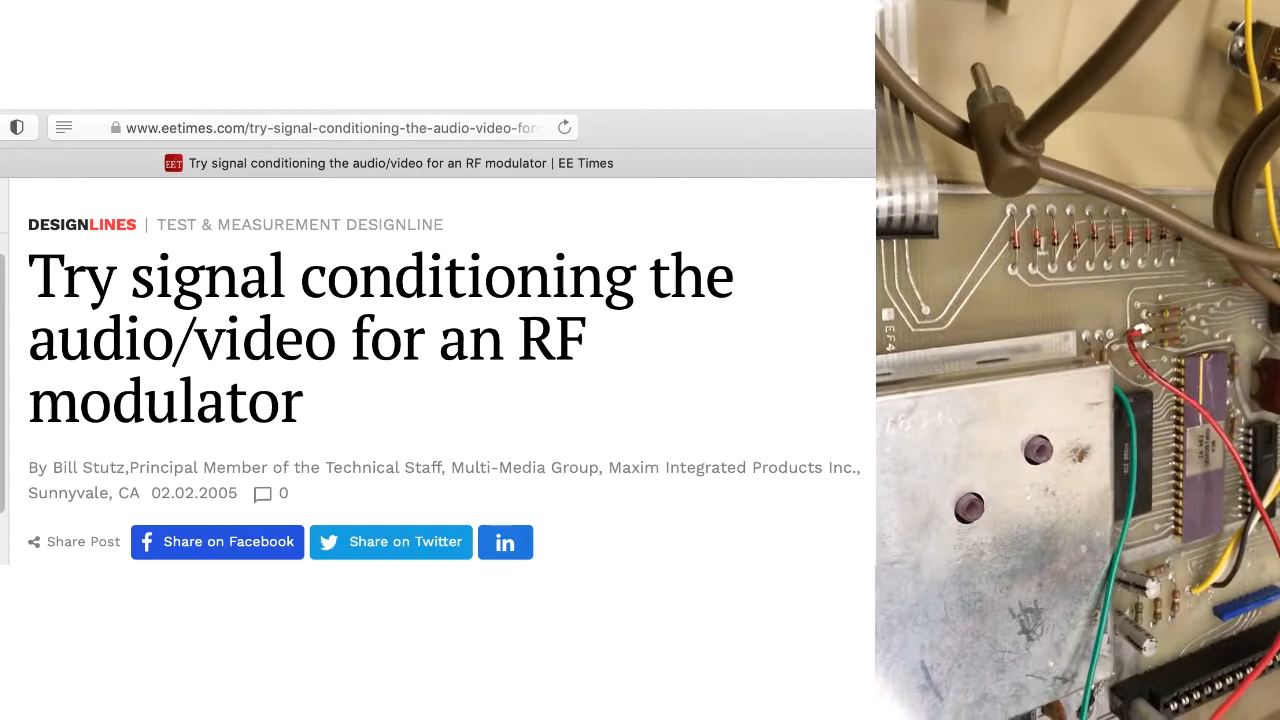 www.eetimes.com/try-signal-conditioning-the-audio-video-for-
EET Try signal conditioning the audio/video for an RF modulator | EE Times
DESIGNLINES | TEST & MEASUREMENT DESIGNLINE
Try signal conditioning the
audio/video for an RF
modulator
By Bill Stutz,Principal Member of the Technical Staff, Multi-Media Group, Maxim Integrated Products Inc.,
Sunnyvale, CA 02.02.2005 0
Share Post Share on Facebook Share on Twitter in
EF4